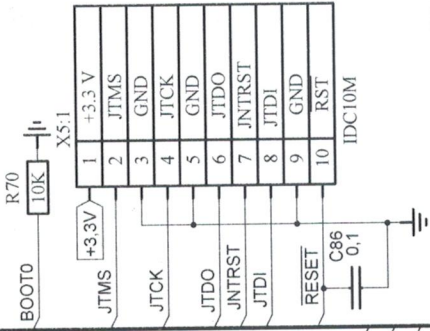 R70
10K
BOOT0
X5:1
+3,3V
1 +3.3 V
JTMS 2 JTMS
3 GND
JTCK 4 JTCK
5 GND
JTDO 6 JTDO
JNTRST 7 JNTRST
JTDI 8 JTDI
9 GND
RESET 10 RST
IDC10M
C86
0,1